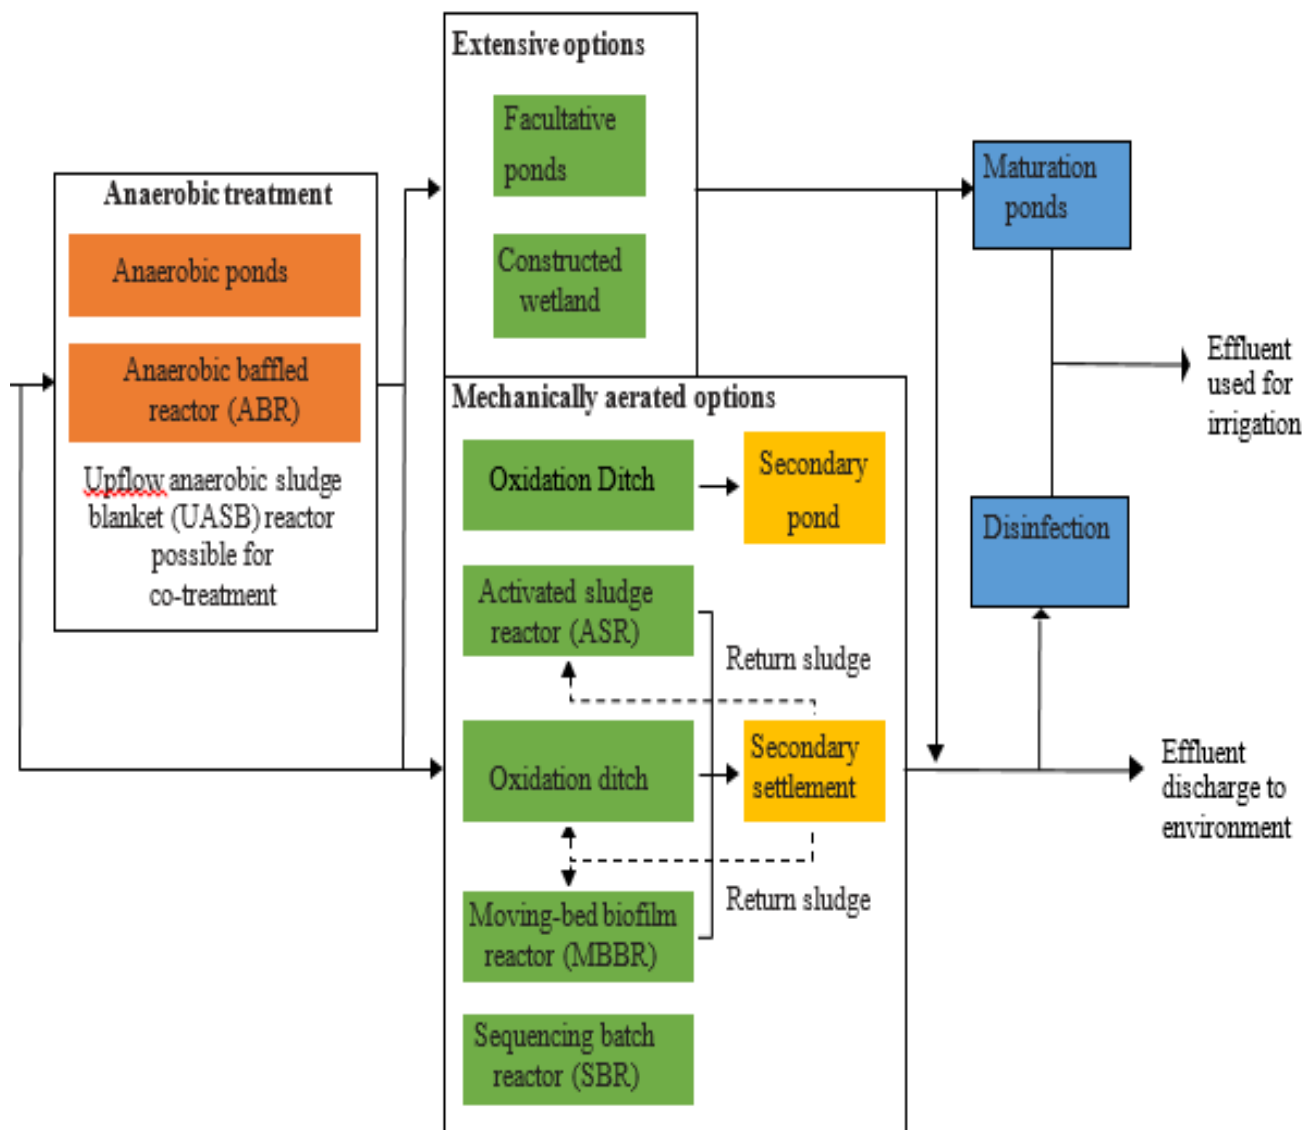 Extensive options
Facultative
ponds
Constructed
wetland
Anaerobic treatment
Anaerobic ponds
Anaerobic baffled
reactor (ABR)
Upflow anaerobic sludge
blanket (UASB) reactor
possible for
co-treatment
Mechanically aerated options
Oxidation Ditch
Secondary
pond
Activated sludge
reactor (ASR)
Return sludge
Oxidation ditch
Secondary
settlement
Return sludge
Moving-bed biofilm
reactor (MBBR)
Sequencing batch
reactor (SBR)
Maturation
ponds
Effluent
used for
irrigation
Disinfection
Effluent
discharge to
environment